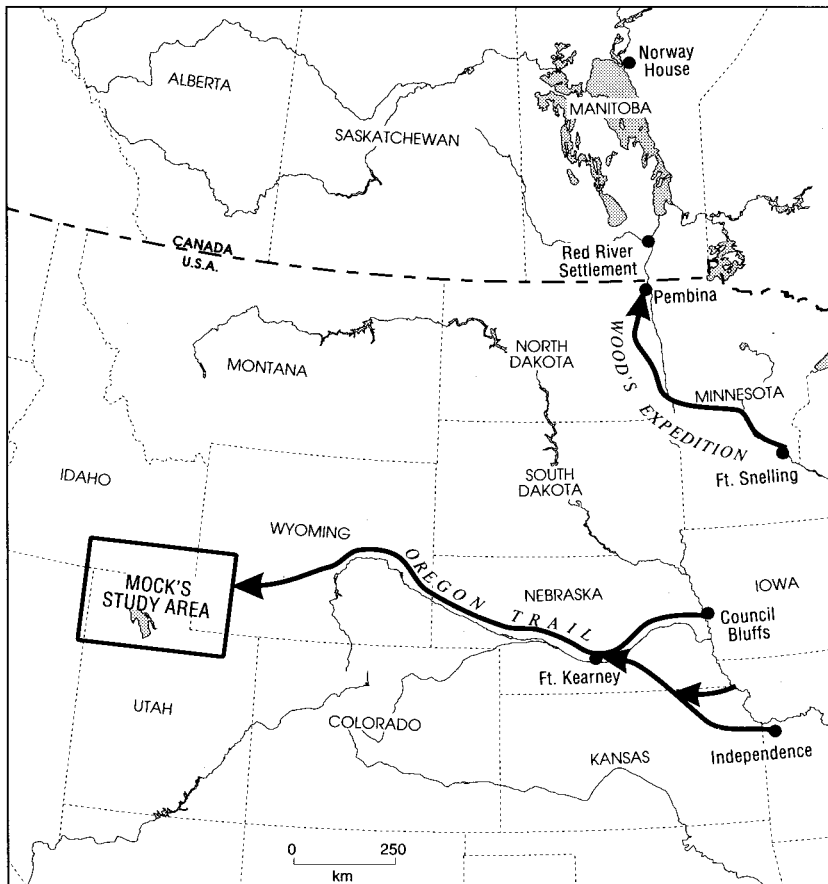 Norway
House
ALBERTA
MANITOBA
SASKATCHEWAN
CANADA
U.S.A.
Red River
Settlement
Pembina
NORTH
DAKOTA
MONTANA
WOOD'S EXPEDITION
MINNESOTA
Ft. Snelling
IDAHO
SOUTH
DAKOTA
WYOMING
OREGON TRAIL
NEBRASKA
IOWA
MOCK'S
STUDY AREA
Council
Bluffs
Ft. Kearney
UTAH
COLORADO
KANSAS
Independence
0 250
km